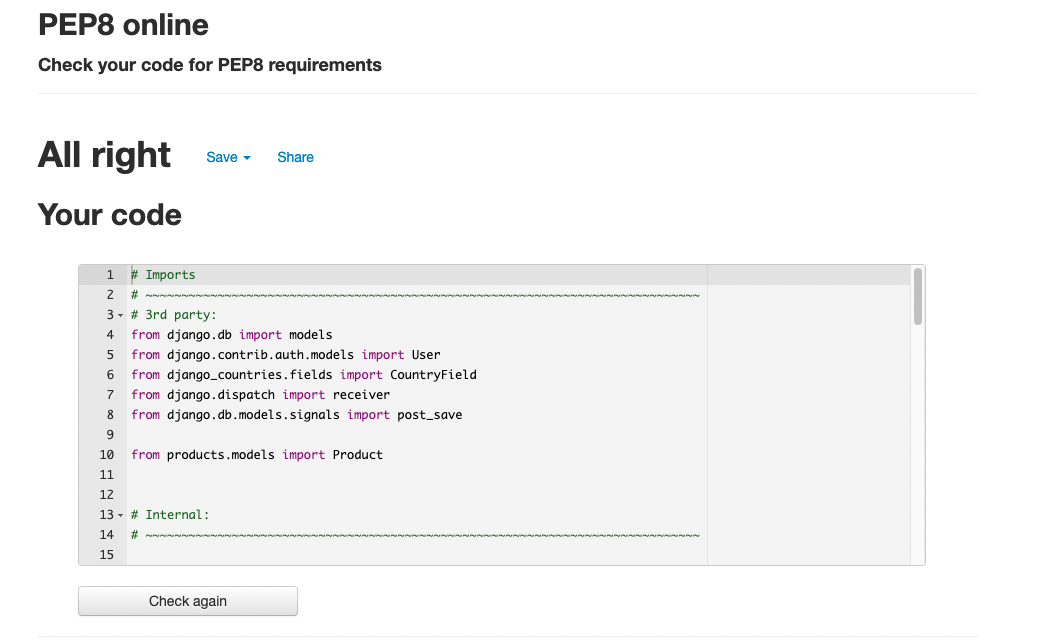 PEP8 online
Check your code for PEP8 requirements
All right Save Share
Your code
1 # Imports
2 # ~~~~~~~~~~~~~~~~~~~~~~~~~~~~~~~~~~~~~~~~~~~~~~~~~~~~~~~~~~~~~~~~~~~~~~~~~~~~~
3 # 3rd party:
4 from django.db import models
5 from django.contrib.auth.models import User
6 from django_countries.fields import CountryField
7 from django.dispatch import receiver
8 from django.db.models.signals import post_save
9
10 from products.models import Product
11
12
13 # Internal:
14 # ~~~~~~~~~~~~~~~~~~~~~~~~~~~~~~~~~~~~~~~~~~~~~~~~~~~~~~~~~~~~~~~~~~~~~~~~~~~~~
15
Check again